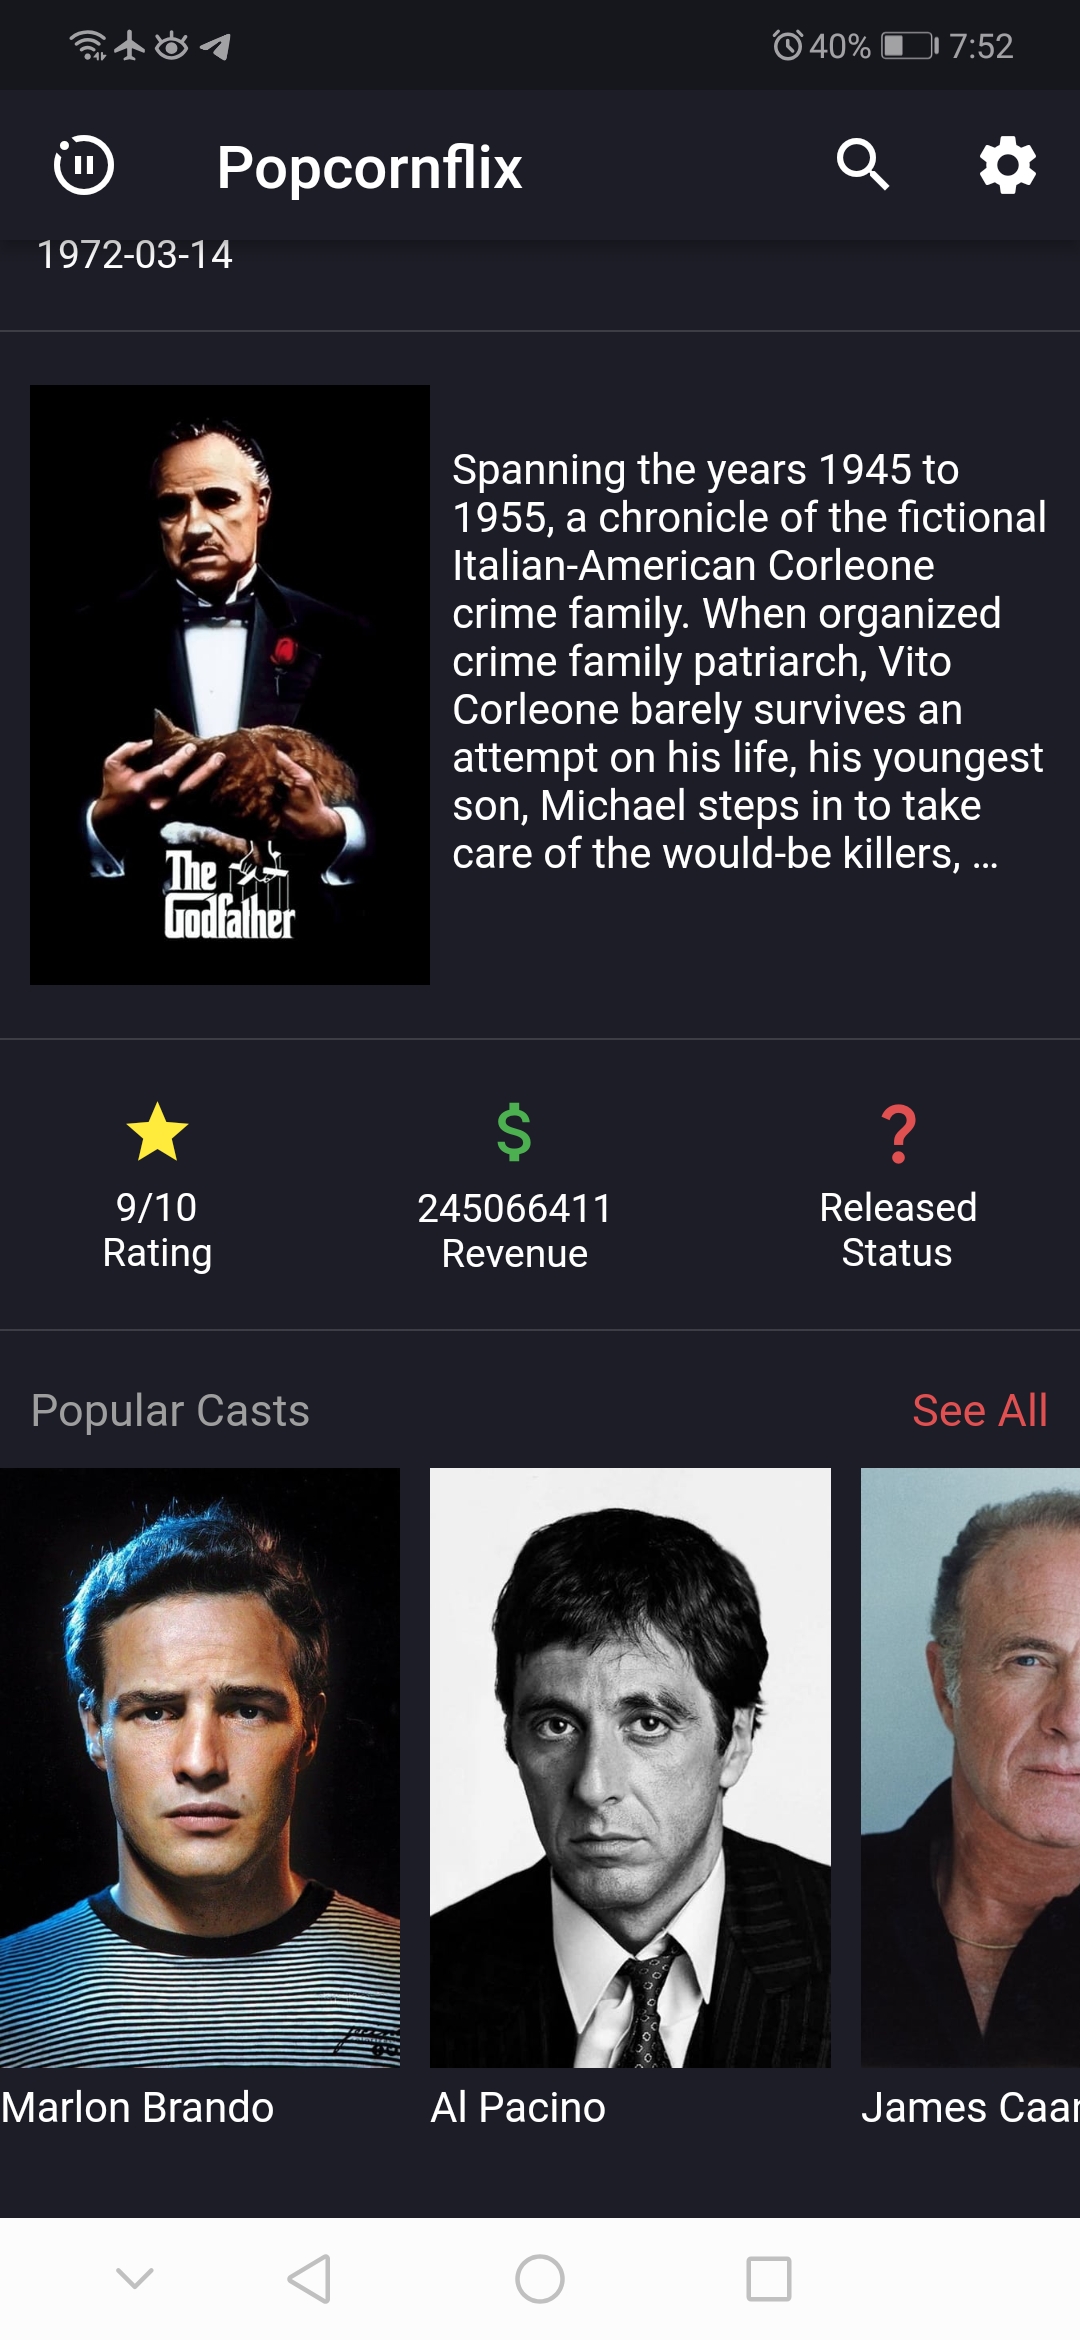 40% 7:52
Popcornflix
1972-03-14
Spanning the years 1945 to
1955, a chronicle of the fictional
Italian-American Corleone
crime family. When organized
crime family patriarch, Vito
Corleone barely survives an
attempt on his life, his youngest
son, Michael steps in to take
care of the would-be killers, ...
The
Godfather
9/10
Rating
245066411
Revenue
?
Released
Status
Popular Casts
See All
Marlon Brando
Al Pacino
James Caan